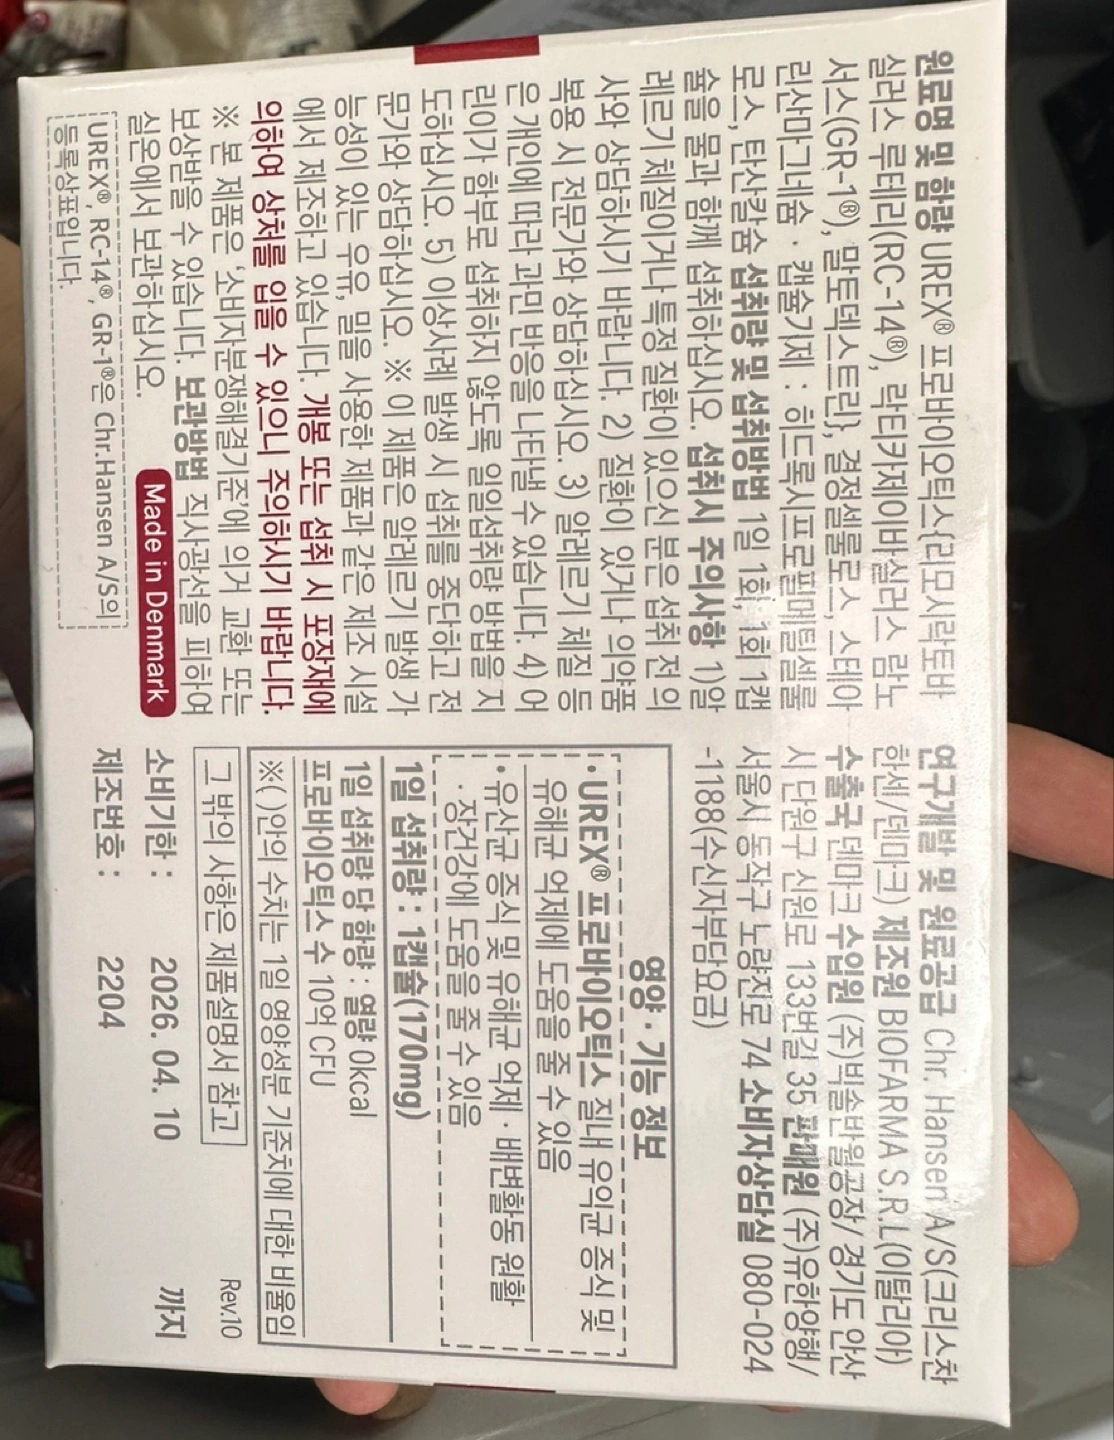 원료명 및 함량 UREX® 프로바이오틱스{리모시락토바
실러스 루테리(RC-14®), 락티카제이바실러스 람노
서스(GR-1®), 말토덱스트린}, 결정셀룰로스, 스테아
린산마그네슘 · 캡슐기제 : 히드록시프로필메틸셀룰
로스, 탄산칼슘 섭취량 및 섭취방법 1일 1회, 1회 1캡
슐을 물과 함께 섭취하십시오. 섭취시 주의사항 1)알
레르기 체질이거나 특정 질환이 있으신 분은 섭취 전의
사와 상담하시기 바랍니다. 2) 질환이 있거나 의약품
복용 시 전문가와 상담하십시오. 3) 알레르기 체질 등
은 개인에 따라 과민 반응을 나타낼 수 있습니다. 4) 어
린이가 함부로 섭취하지 않도록 일일섭취량 방법을 지
도하십시오. 5) 이상사례 발생 시 섭취를 중단하고 전
문가와 상담하십시오. ※ 이 제품은 알레르기 발생 가
능성이 있는 우유, 밀을 사용한 제품과 같은 제조 시설
에서 제조하고 있습니다. 개봉 또는 섭취 시 포장재에
의하여 상처를 입을 수 있으니 주의하시기 바랍니다.
※ 본 제품은 '소비자분쟁해결기준'에 의거 교환 또는
보상받을 수 있습니다. 보관방법 직사광선을 피하여
실온에서 보관하십시오.
Made in Denmark
UREX®, RC-14®, GR-1®은 Chr.Hansen A/S의
등록상표입니다.
연구개발 및 원료공급 Chr. Hansen A/S(크리스찬
한센/덴마크) 제조원 BIOFARMA S.R.L(이탈리아)
수출국 덴마크 수입원 (주)빅솔반월공장/ 경기도 안산
시 단원구 신원로 133번길 35 판매원 (주)유한양행/
서울시 동작구 노량진로 74 소비자상담실 080-024
-1188(수신자부담요금)
영양 · 기능 정보
· UREX® 프로바이오틱스 질내 유익균 증식 및
유해균 억제에 도움을 줄 수 있음
· 유산균 증식 및 유해균 억제 · 배변활동 원활
· 장건강에 도움을 줄 수 있음
1일 섭취량 : 1캡슐(170mg)
1일 섭취량 당 함량 : 열량 0kcal
프로바이오틱스 수 10억 CFU
※( )안의 수치는 1일 영양성분 기준치에 대한 비율임
그 밖의 사항은 제품설명서 참고
Rev.10
소비기한 : 2026. 04. 10 까지
제조번호 : 2204